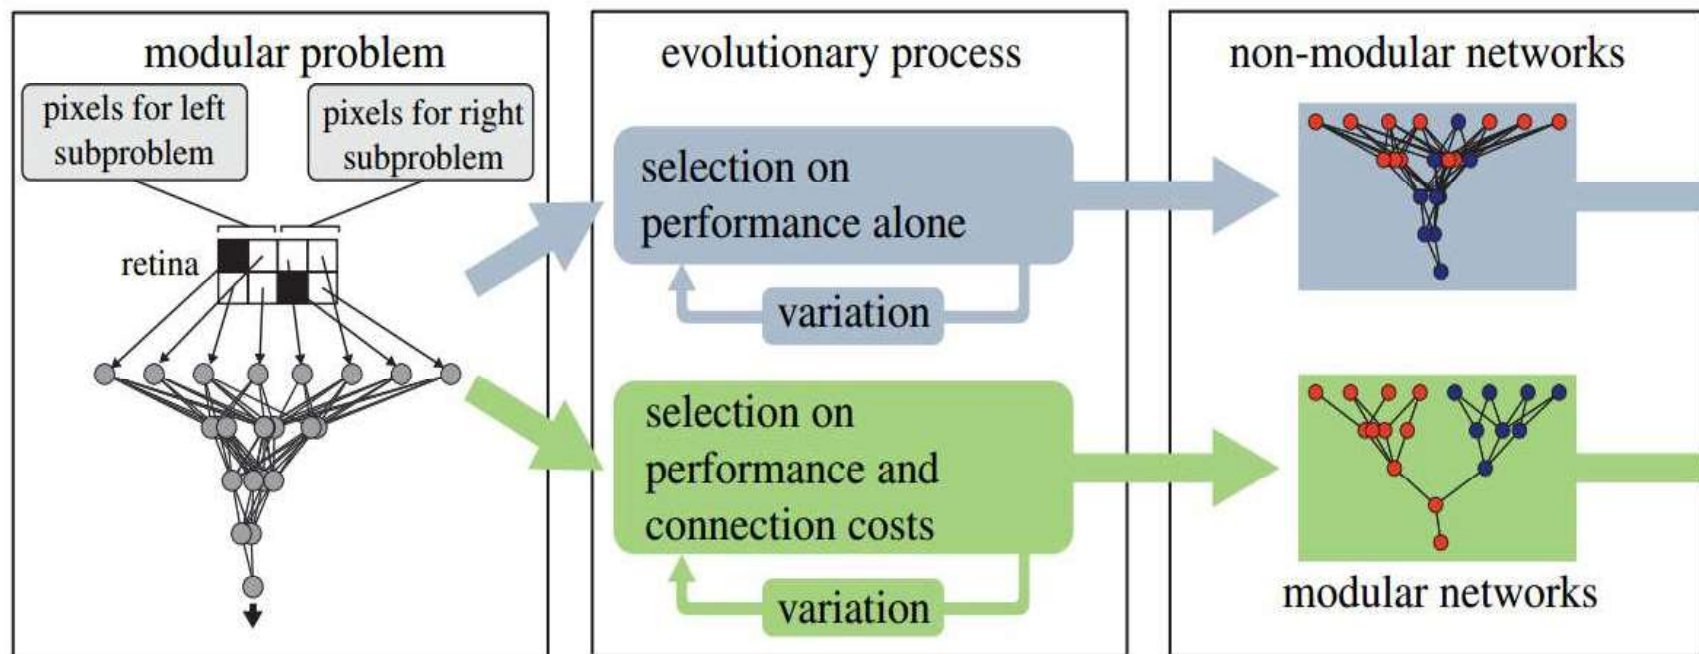 modular problem
pixels for left
subproblem
pixels for right
subproblem
retina
evolutionary process
selection on
performance alone
variation
selection on
performance and
connection costs
variation
non-modular networks
modular networks